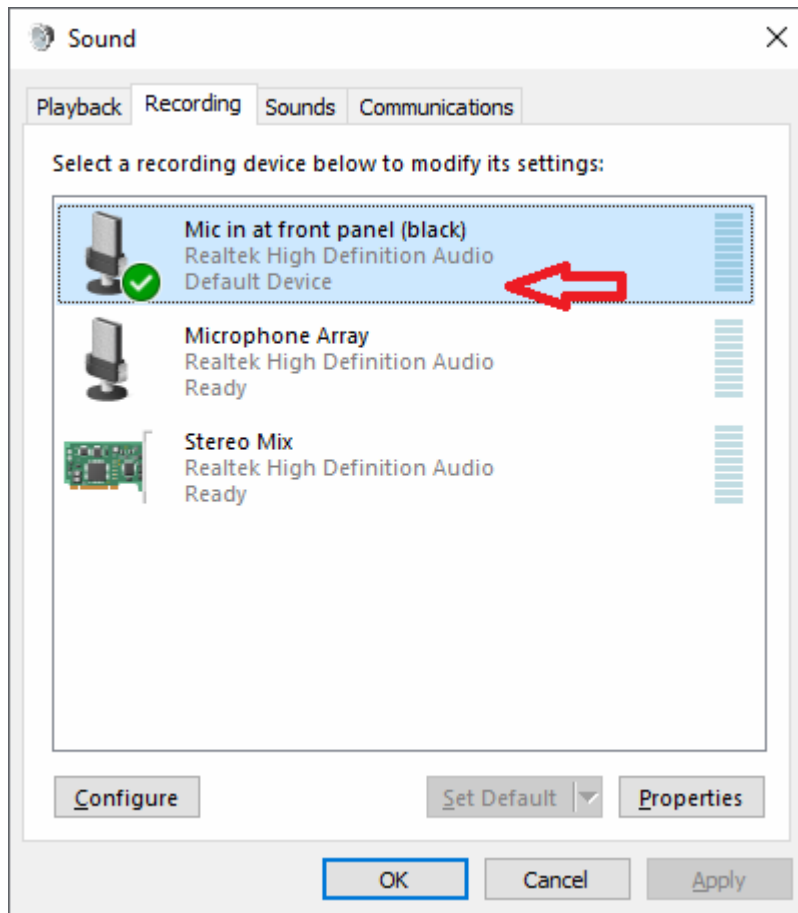 Sound
Playback Recording Sounds Communications
Select a recording device below to modify its settings:
Mic in at front panel (black)
Realtek High Definition Audio
Default Device
Microphone Array
Realtek High Definition Audio
Ready
Stereo Mix
Realtek High Definition Audio
Ready
Configure Set Default Properties
OK Cancel Apply